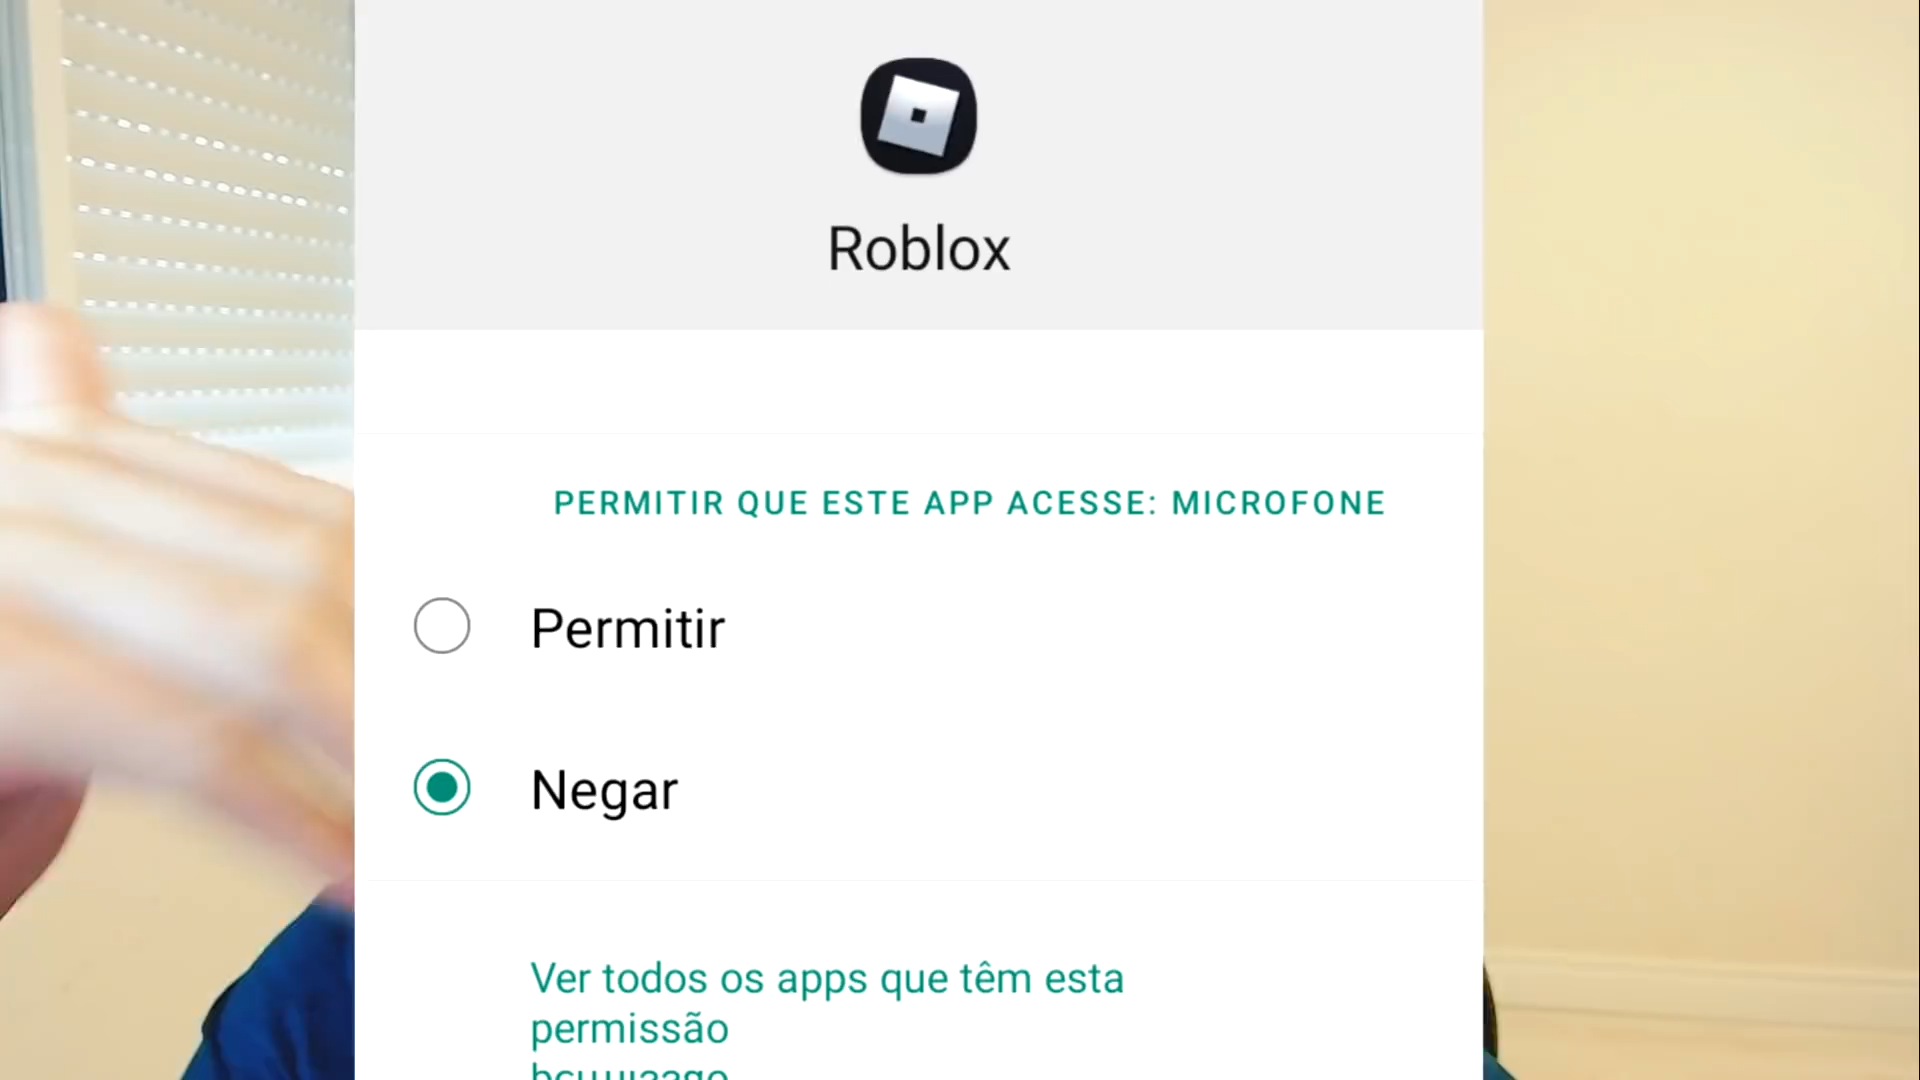 Roblox
PERMITIR QUE ESTE APP ACESSE: MICROFONE
Permitir
Negar
Ver todos os apps que têm esta
permissão